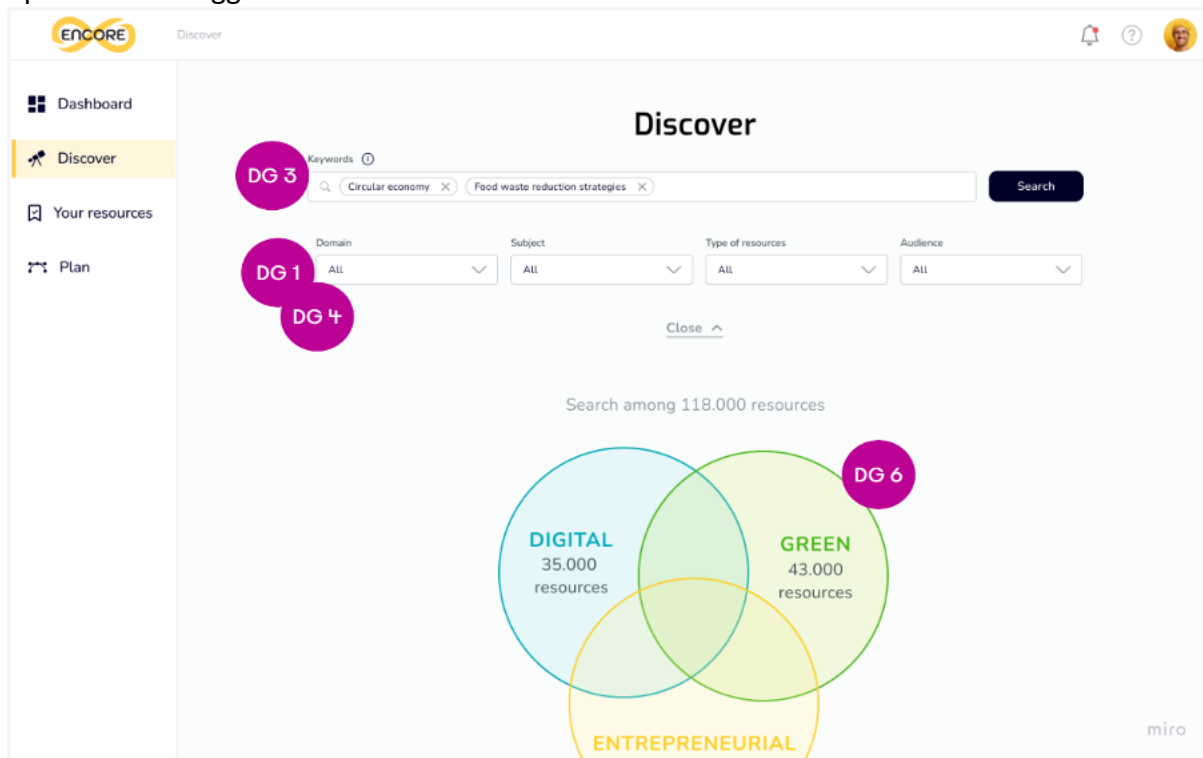 ENCORE
Discover
?
Dashboard
Discover
Your resources
Plan
Discover
DG 3
Keywords
Circular economy X Food waste reduction strategies X
Search
DG 1
DG 4
Domain Subject Type of resources Audience
All All All All
Close
Search among 118.000 resources
DG 6
DIGITAL
35.000
resources
GREEN
43.000
resources
ENTREPRENEURIAL
miro